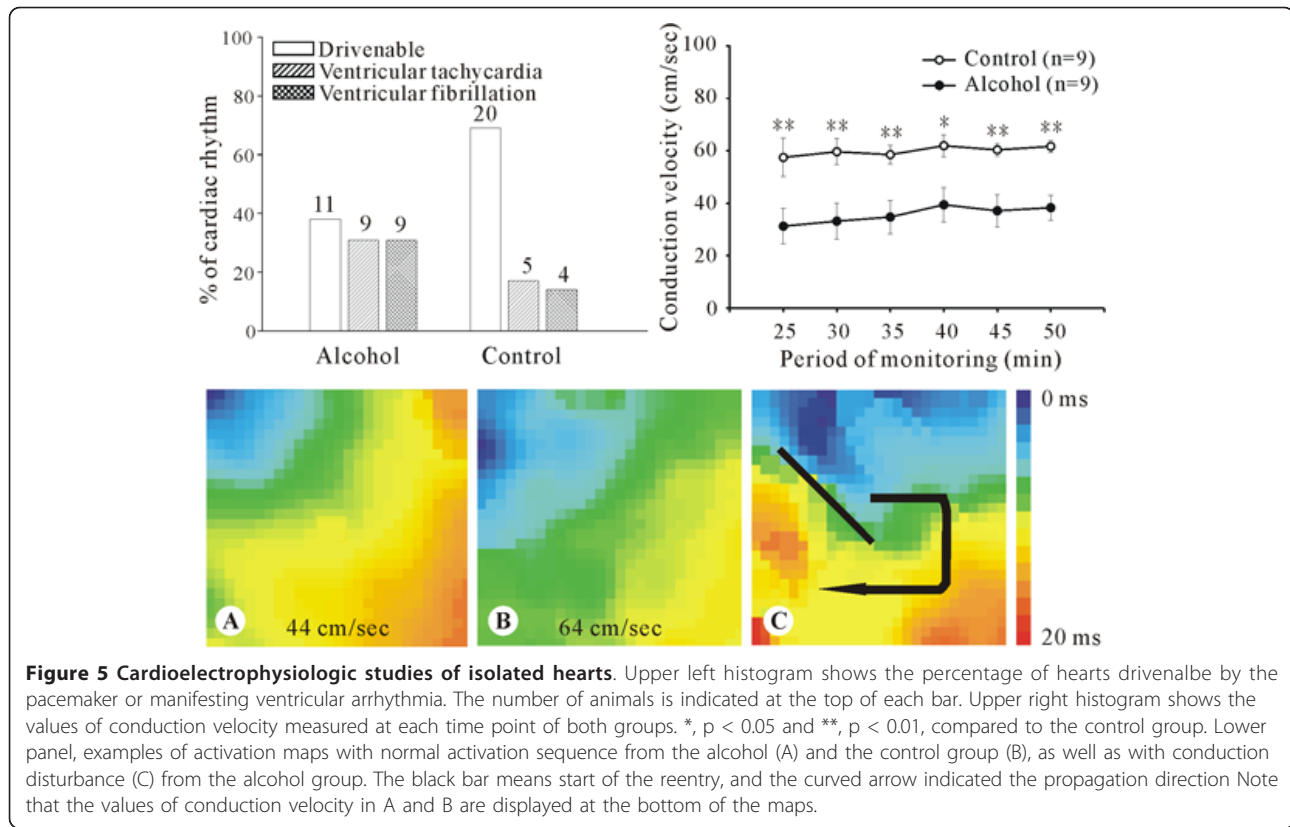 100
80
60
40
20
0
% of cardiac rhythm
Drivenable
Ventricular tachycardia
Ventricular fibrillation
11
9
9
20
5
4
Alcohol
Control
100
80
60
40
20
0
Conduction velocity (cm/sec)
Control (n=9)
Alcohol (n=9)
** ** ** * ** **
25 30 35 40 45 50
Period of monitoring (min)
A
44 cm/sec
B
64 cm/sec
C
0 ms
20 ms
Figure 5 Cardioelectrophysiologic studies of isolated hearts. Upper left histogram shows the percentage of hearts drivenalbe by the
pacemaker or manifesting ventricular arrhythmia. The number of animals is indicated at the top of each bar. Upper right histogram shows the
values of conduction velocity measured at each time point of both groups. *, p < 0.05 and **, p < 0.01, compared to the control group. Lower
panel, examples of activation maps with normal activation sequence from the alcohol (A) and the control group (B), as well as with conduction
disturbance (C) from the alcohol group. The black bar means start of the reentry, and the curved arrow indicated the propagation direction Note
that the values of conduction velocity in A and B are displayed at the bottom of the maps.